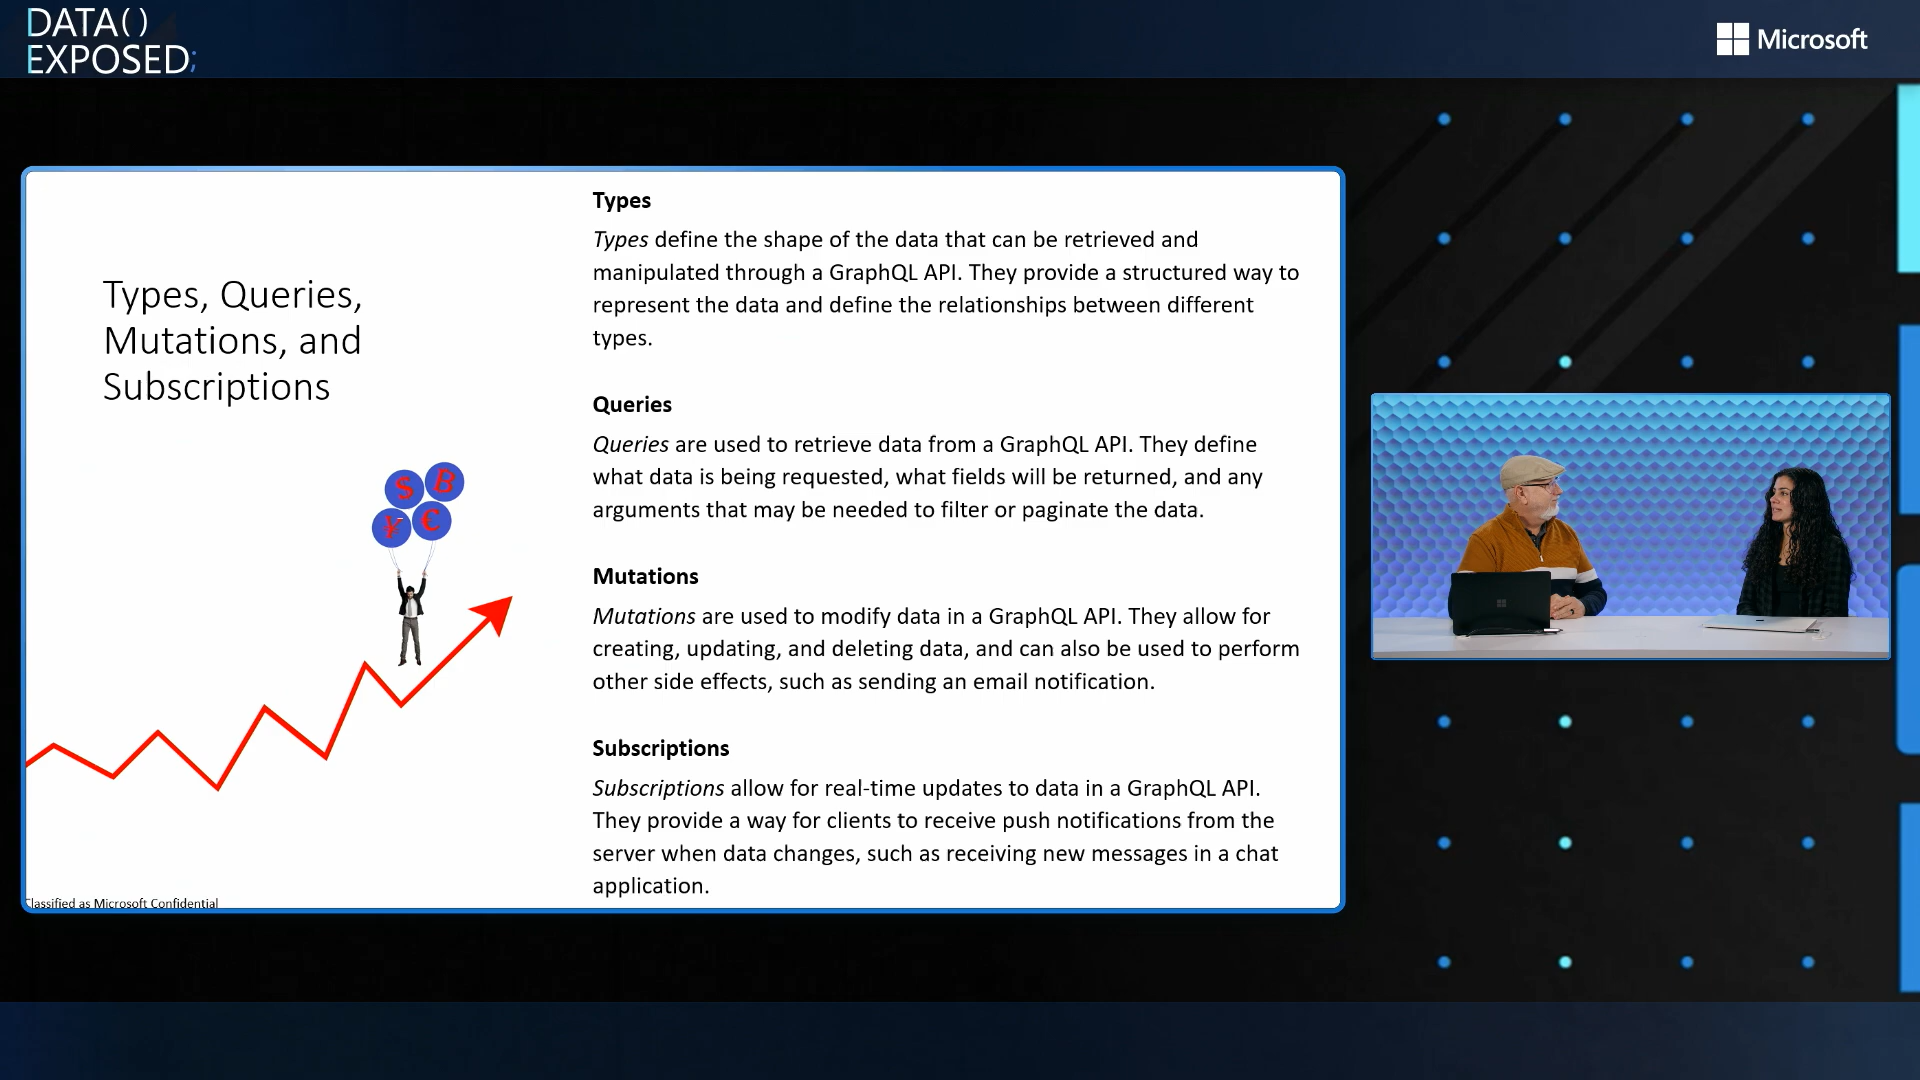 DATA()
EXPOSED;
Microsoft
Types, Queries,
Mutations, and
Subscriptions
$ B
¥ €
Types
Types define the shape of the data that can be retrieved and
manipulated through a GraphQL API. They provide a structured way to
represent the data and define the relationships between different
types.
Queries
Queries are used to retrieve data from a GraphQL API. They define
what data is being requested, what fields will be returned, and any
arguments that may be needed to filter or paginate the data.
Mutations
Mutations are used to modify data in a GraphQL API. They allow for
creating, updating, and deleting data, and can also be used to perform
other side effects, such as sending an email notification.
Subscriptions
Subscriptions allow for real-time updates to data in a GraphQL API.
They provide a way for clients to receive push notifications from the
server when data changes, such as receiving new messages in a chat
application.
Classified as Microsoft Confidential